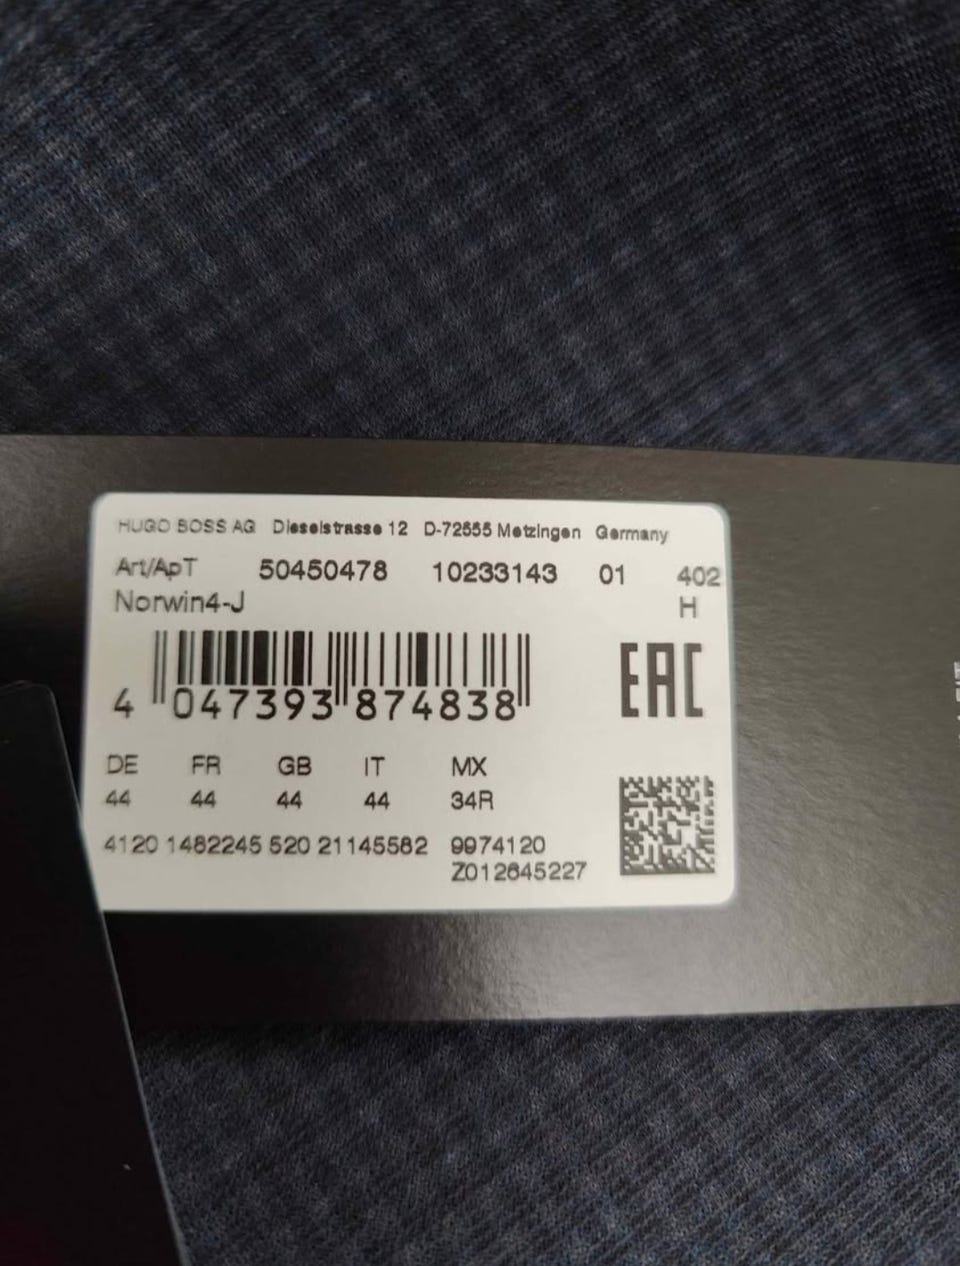 HUGO BOSS AG Dieselstrasse 12 D-72555 Metzingen Germany
Art/ApT 50450478 10233143 01 402
Norwin4-J H
EAC
4 047393 874838
DE FR GB IT MX
44 44 44 44 34R
4120 1482245 520 21145582 9974120
Z012645227